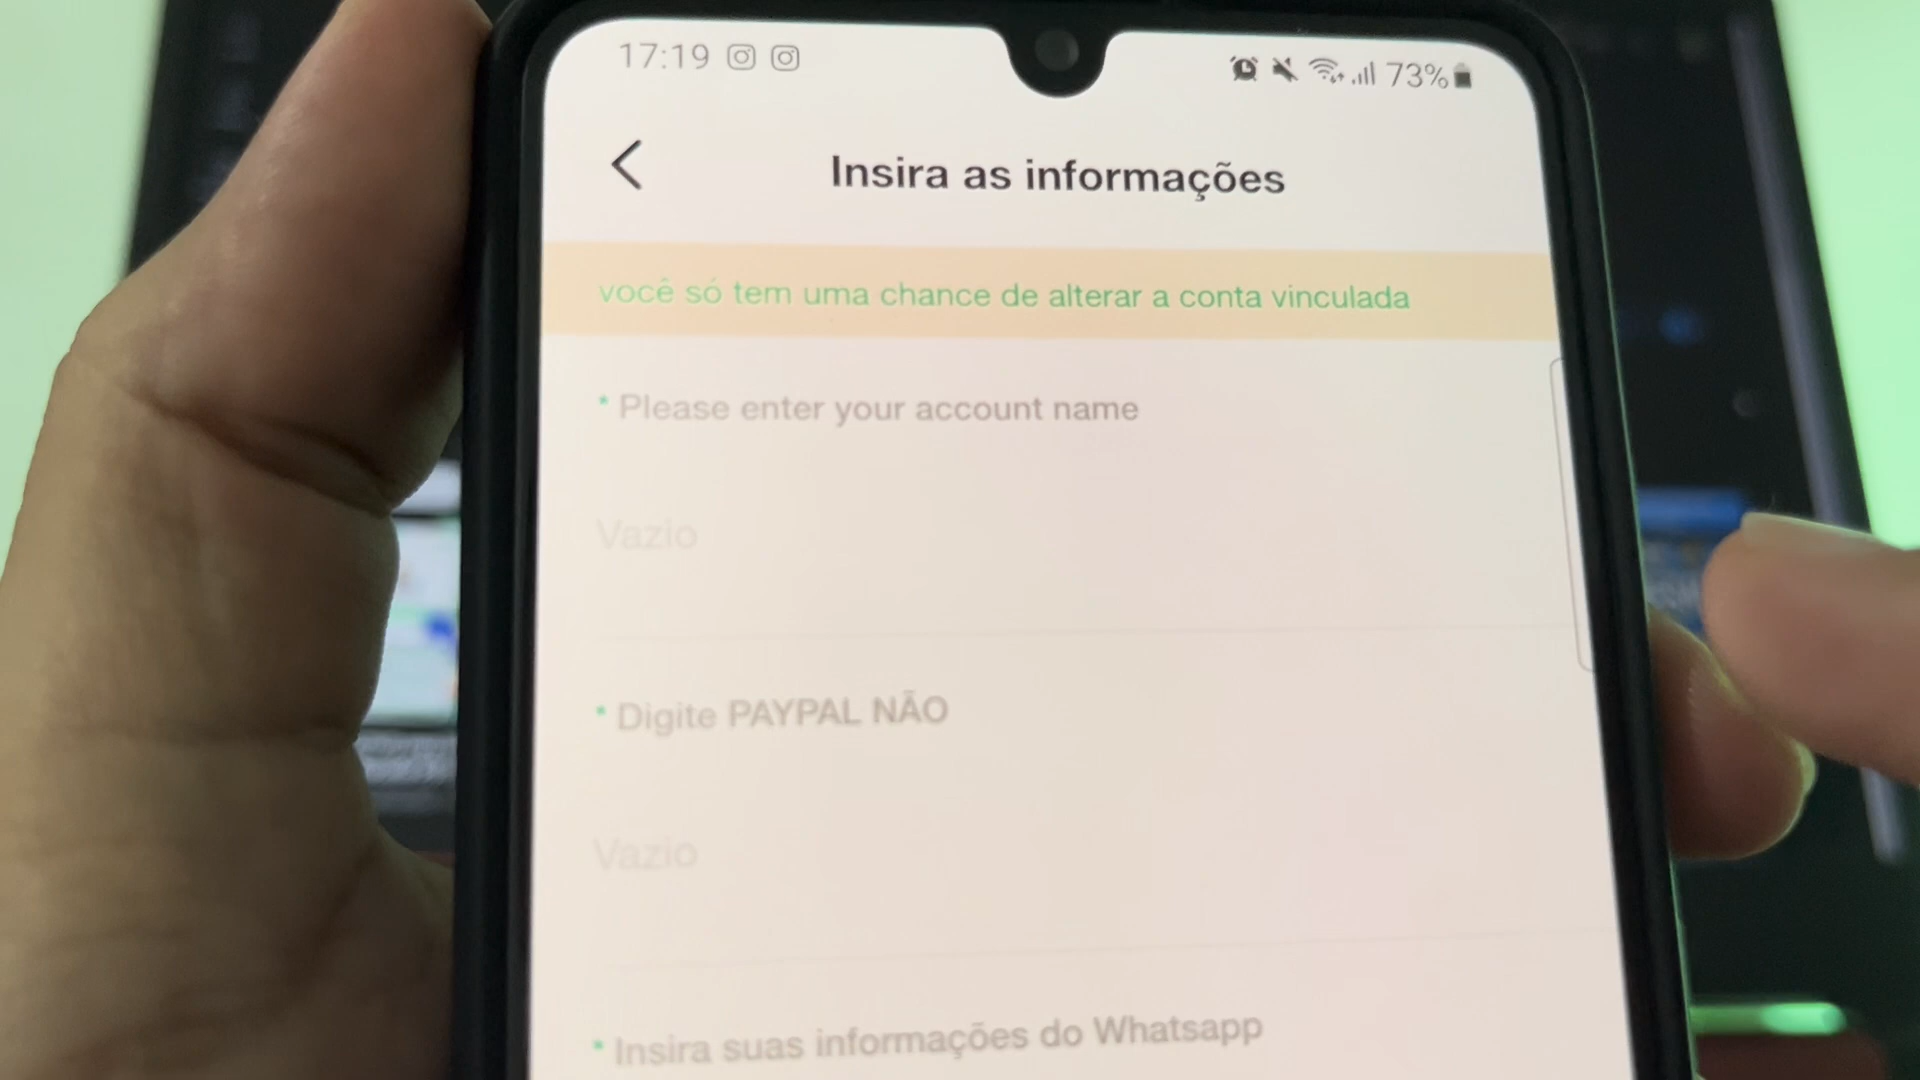 17:19 73%
Insira as informações
você só tem uma chance de alterar a conta vinculada
* Please enter your account name
Vazio
* Digite PAYPAL NÃO
Vazio
* Insira suas informações do Whatsapp